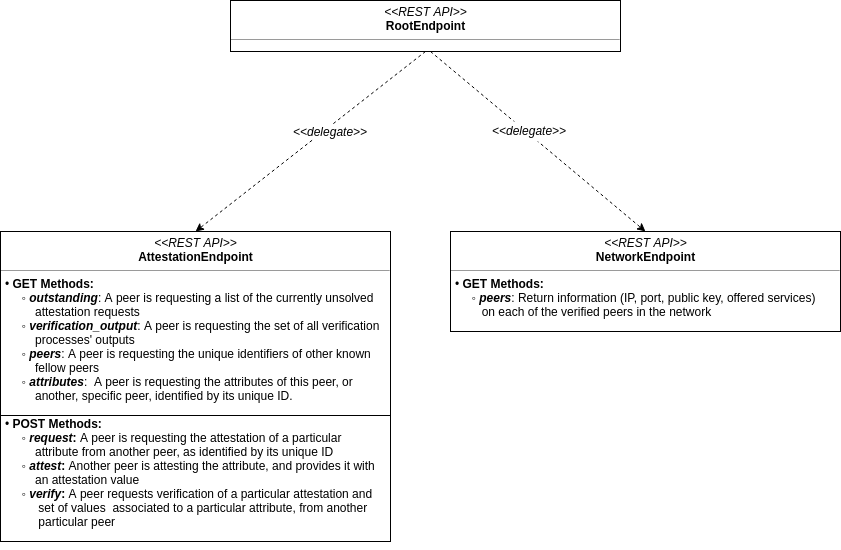 <<REST API>>
RootEndpoint
<<delegate>>
<<delegate>>
<<REST API>>
AttestationEndpoint
• GET Methods:
◦ outstanding: A peer is requesting a list of the currently unsolved
attestation requests
◦ verification_output: A peer is requesting the set of all verification
processes' outputs
◦ peers: A peer is requesting the unique identifiers of other known
fellow peers
◦ attributes:  A peer is requesting the attributes of this peer, or
another, specific peer, identified by its unique ID.
• POST Methods:
◦ request: A peer is requesting the attestation of a particular
attribute from another peer, as identified by its unique ID
◦ attest: Another peer is attesting the attribute, and provides it with
an attestation value
◦ verify: A peer requests verification of a particular attestation and
set of values  associated to a particular attribute, from another
particular peer
<<REST API>>
NetworkEndpoint
• GET Methods:
◦ peers: Return information (IP, port, public key, offered services)
on each of the verified peers in the network